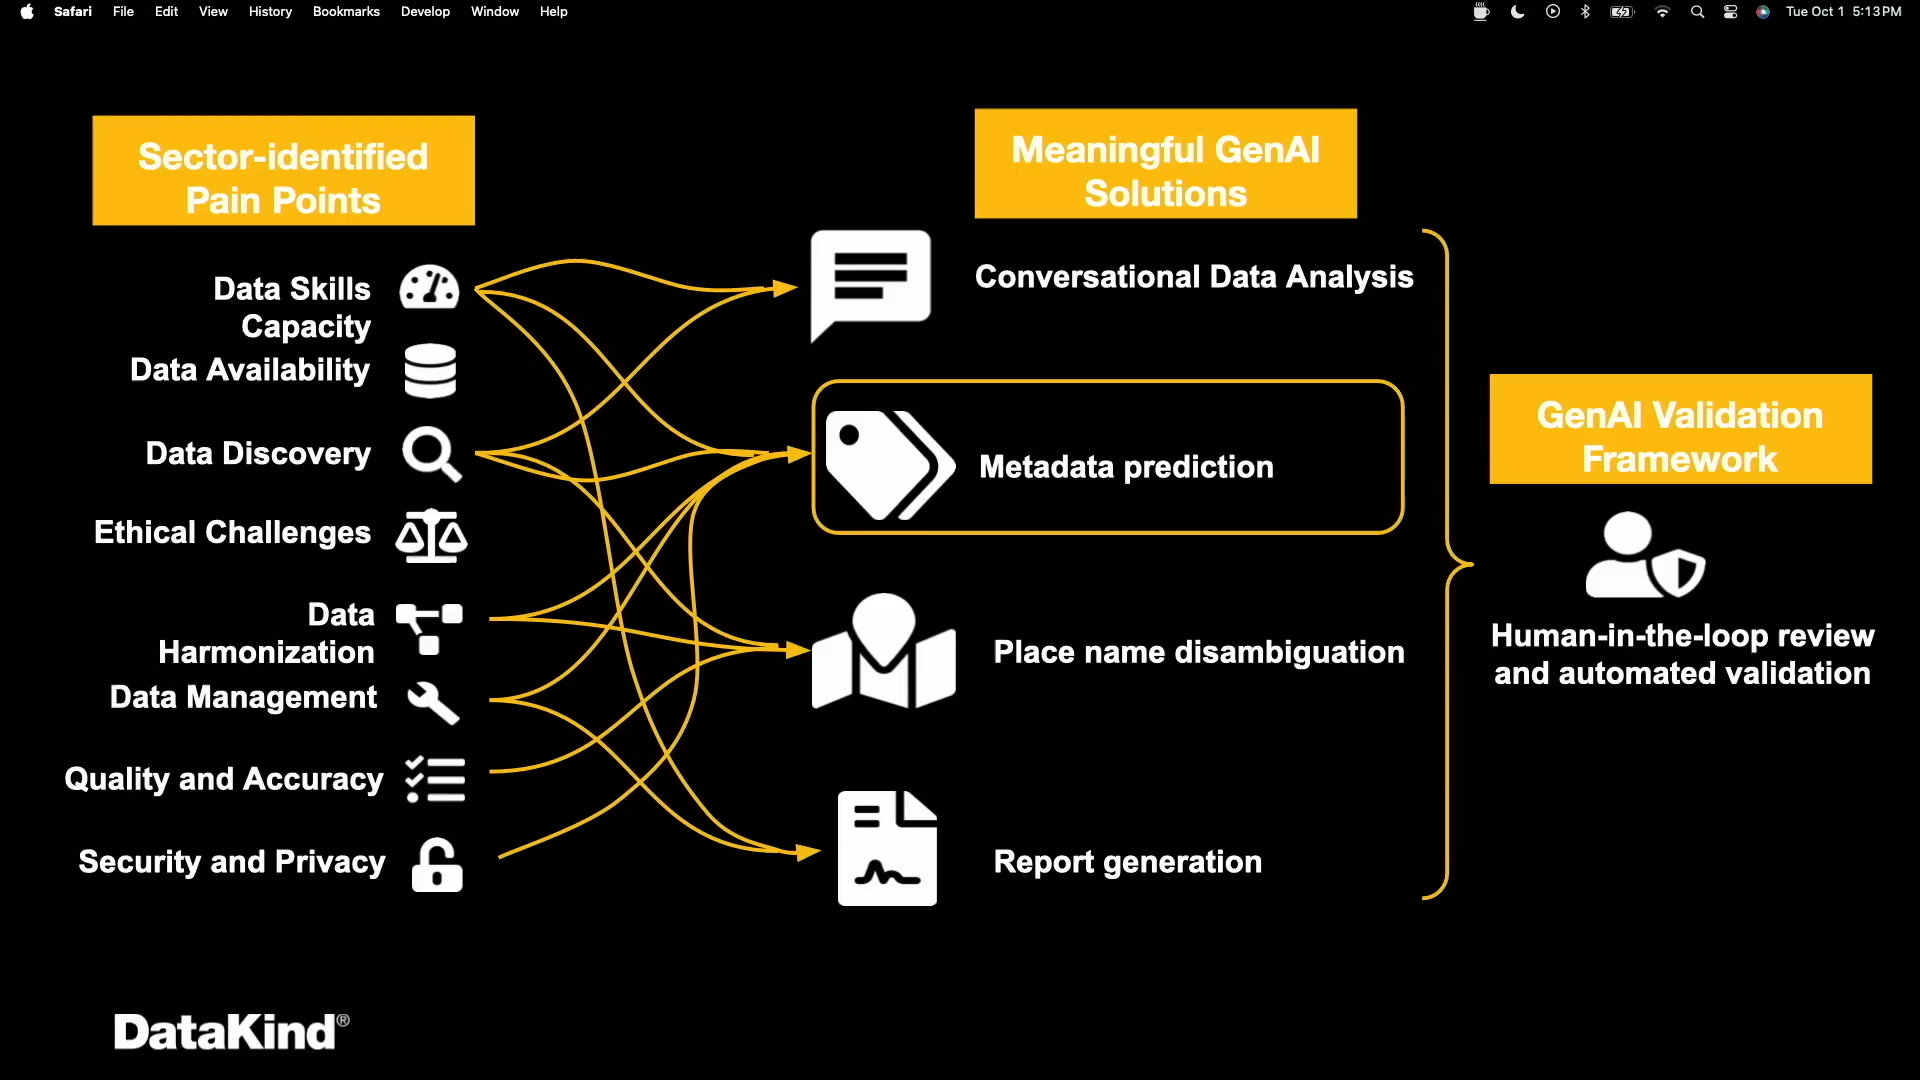 Safari File Edit View History Bookmarks Develop Window Help
Tue Oct 1 5:13 PM
Sector-identified
Pain Points
Data Skills
Capacity
Data Availability
Data Discovery
Ethical Challenges
Data
Harmonization
Data Management
Quality and Accuracy
Security and Privacy
Meaningful GenAI
Solutions
Conversational Data Analysis
Metadata prediction
Place name disambiguation
Report generation
GenAI Validation
Framework
Human-in-the-loop review
and automated validation
DataKind®